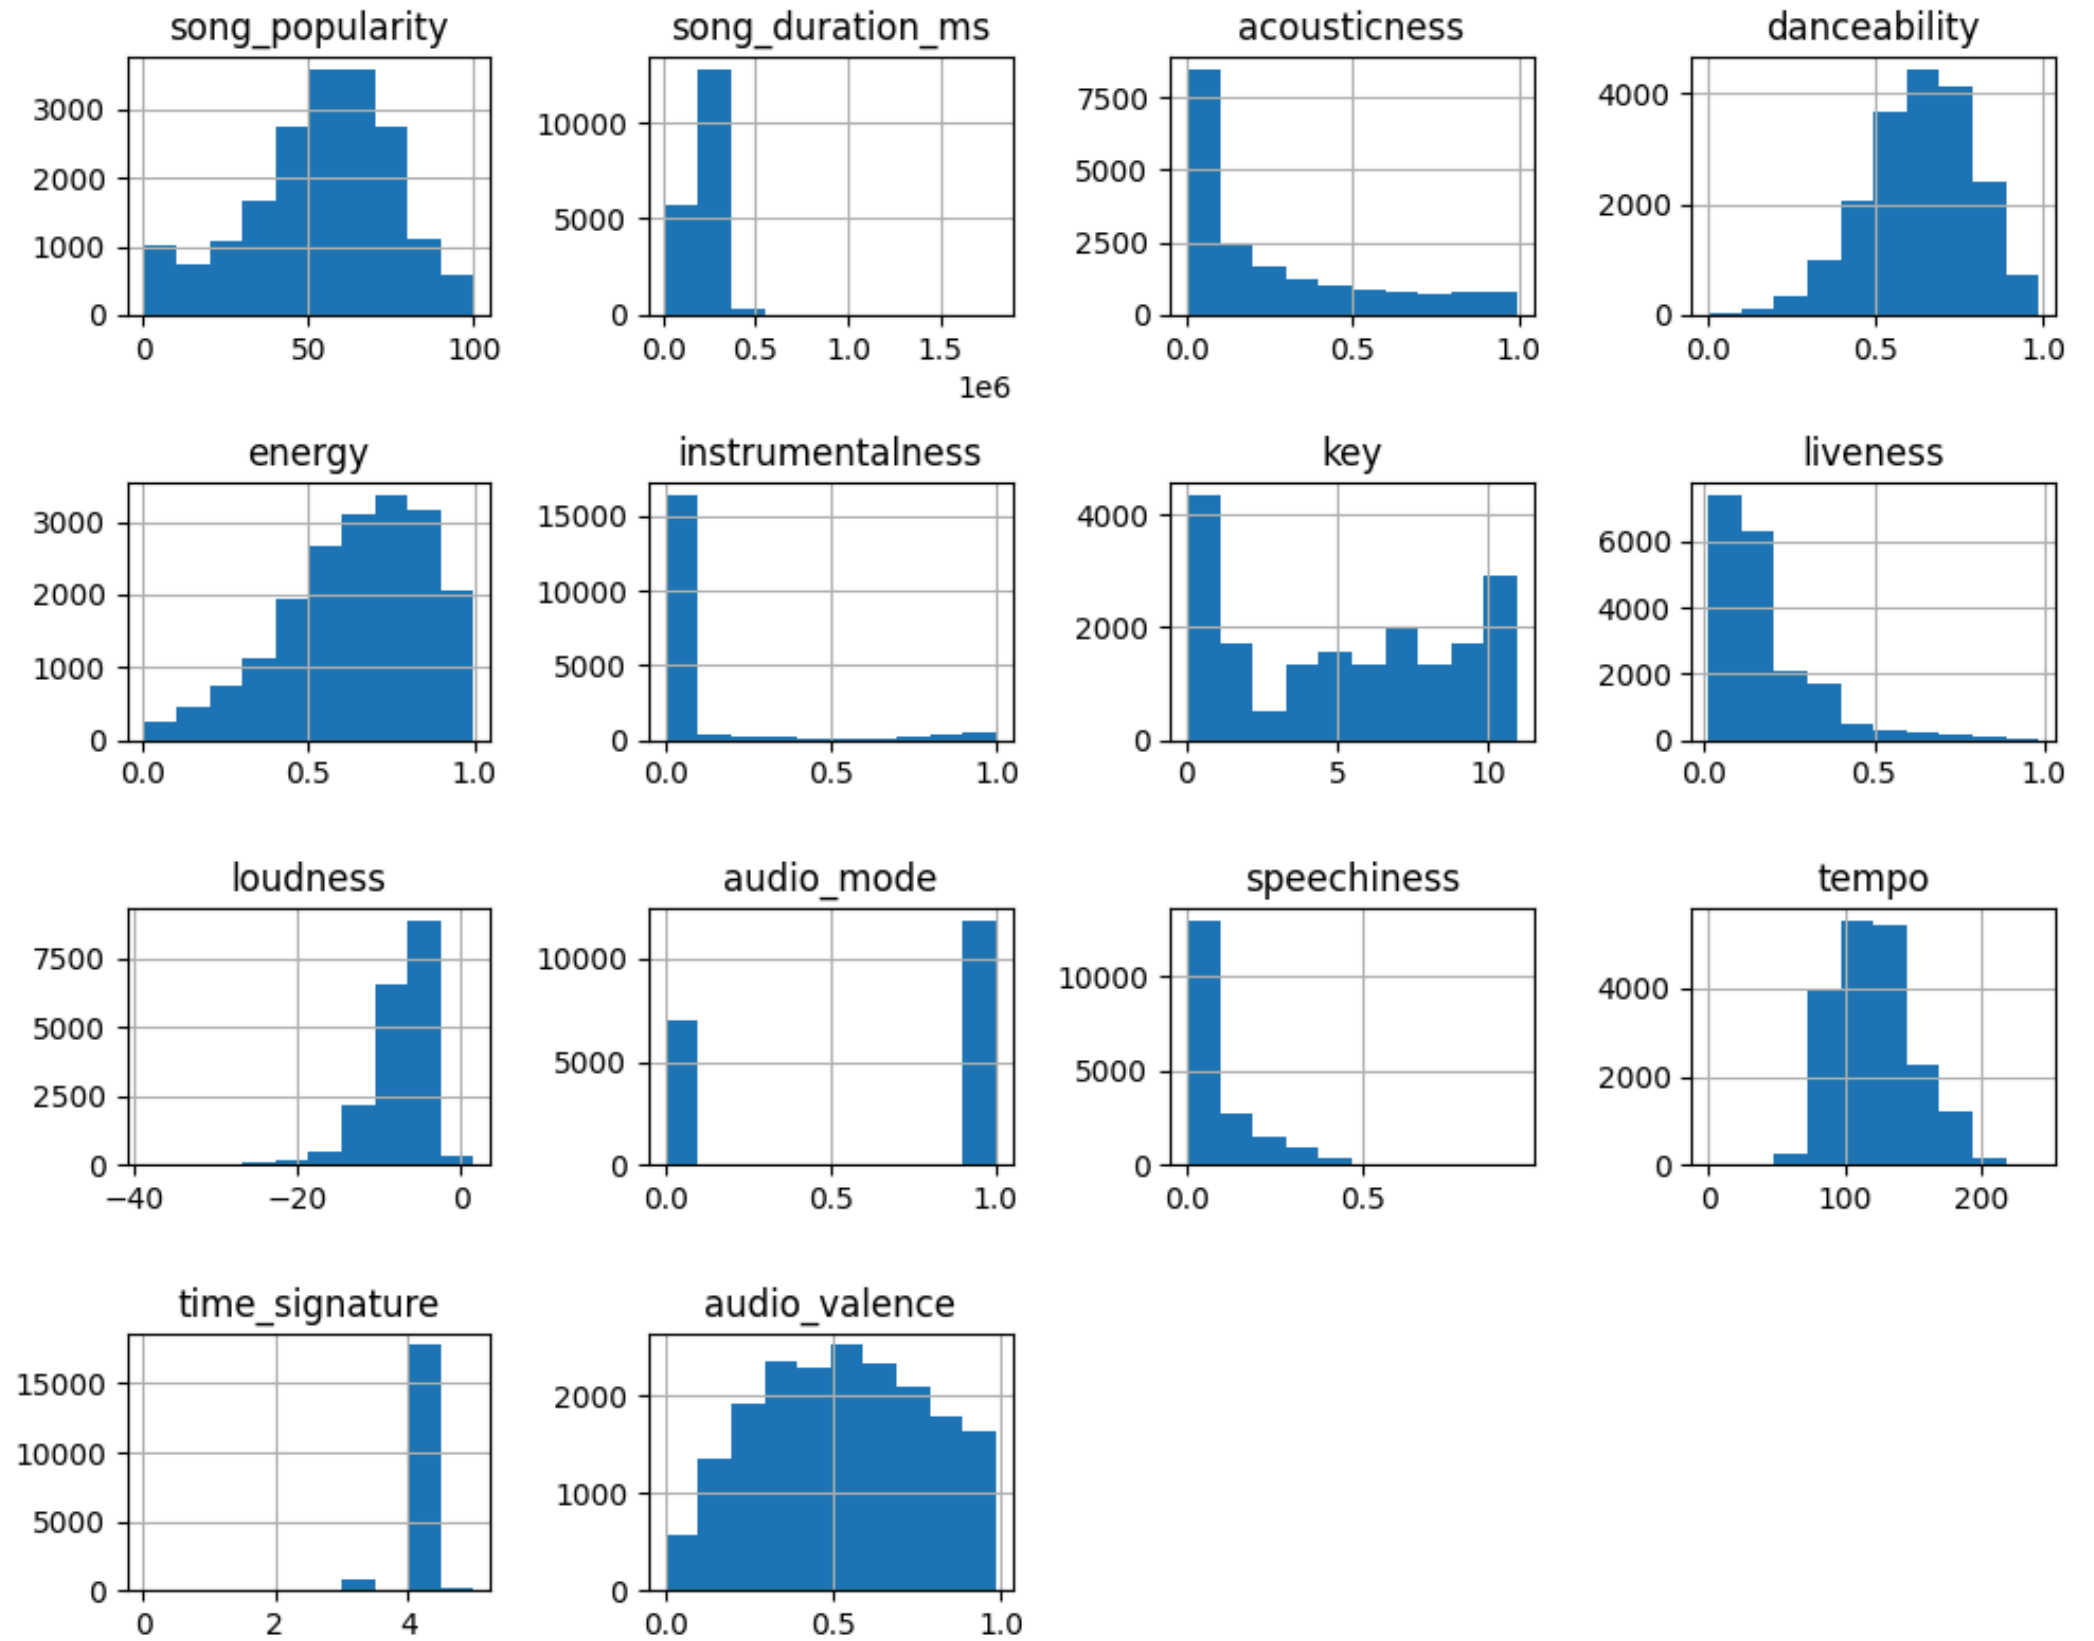 song_popularity song_duration_ms acousticness danceability
3000 2000 1000 0
0 50 100
10000 5000 0
0.0 0.5 1.0 1.5
1e6
7500 5000 2500 0
0.0 0.5 1.0
4000 2000 0
0.0 0.5 1.0
energy instrumentalness key liveness
3000 2000 1000 0
0.0 0.5 1.0
15000 10000 5000 0
0.0 0.5 1.0
4000 2000 0
0 5 10
6000 4000 2000 0
0.0 0.5 1.0
loudness audio_mode speechiness tempo
7500 5000 2500 0
−40 −20 0
10000 5000 0
0.0 0.5 1.0
10000 5000 0
0.0 0.5
4000 2000 0
0 100 200
time_signature audio_valence
15000 10000 5000 0
0 2 4
2000 1000 0
0.0 0.5 1.0